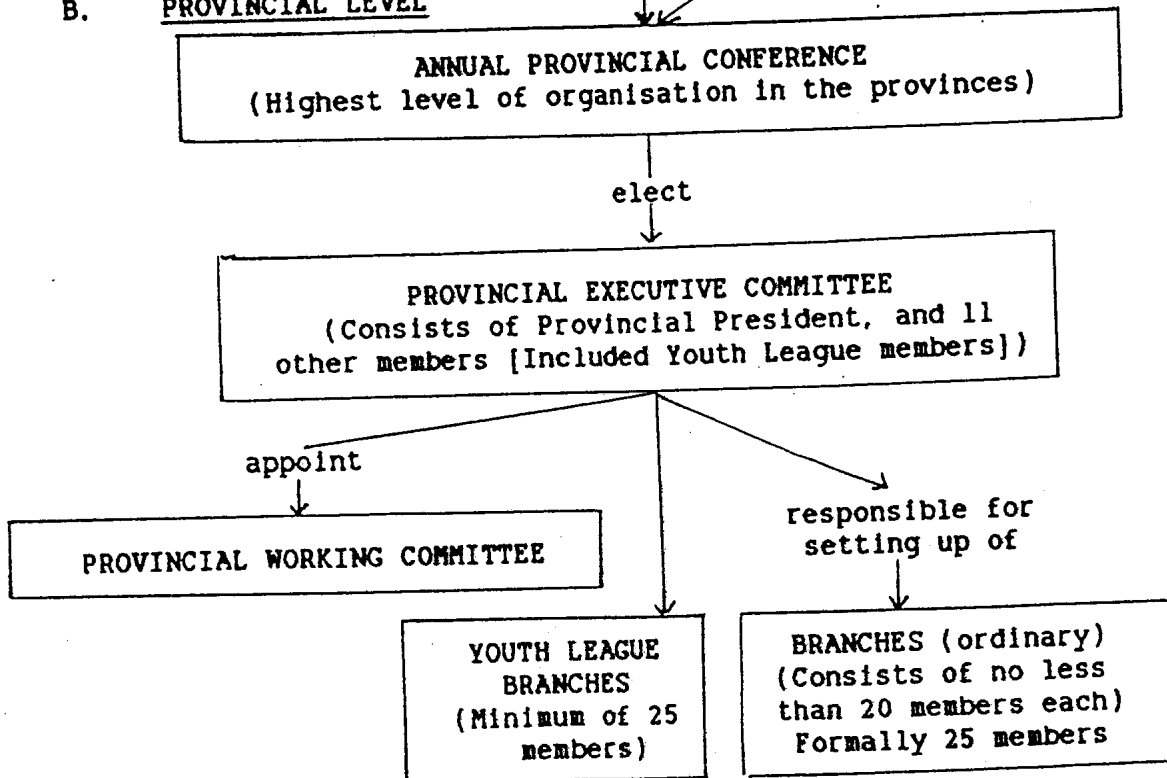 B. PROVINCIAL LEVEL
ANNUAL PROVINCIAL CONFERENCE
(Highest level of organisation in the provinces)
elect
PROVINCIAL EXECUTIVE COMMITTEE
(Consists of Provincial President, and 11
other members [Included Youth League members])
appoint
PROVINCIAL WORKING COMMITTEE
responsible for
setting up of
YOUTH LEAGUE
BRANCHES
(Minimum of 25
members)
BRANCHES (ordinary)
(Consists of no less
than 20 members each)
Formally 25 members